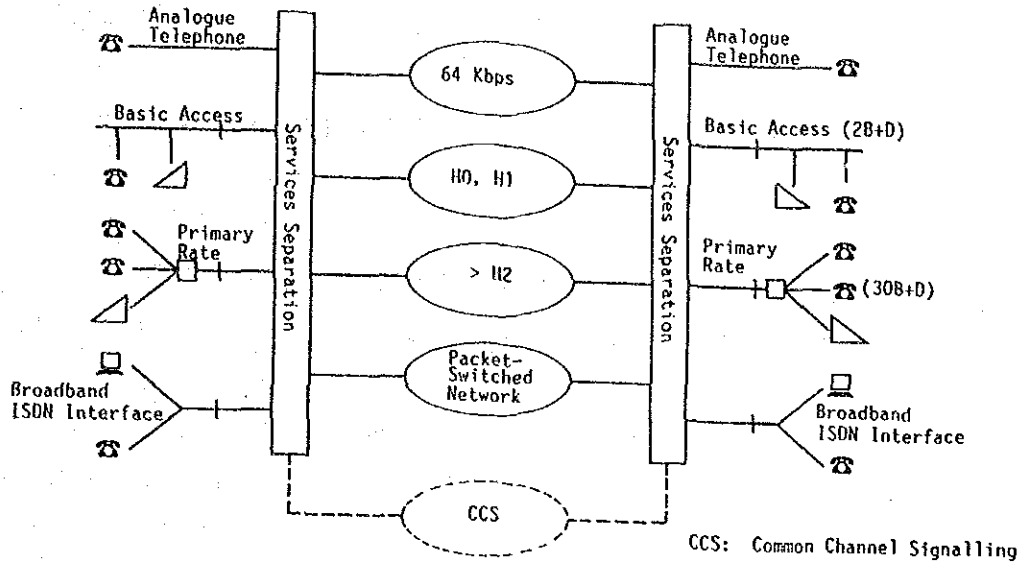 Analogue
Telephone
Basic Access
Primary
Rate
Broadband
ISDN Interface
Services Separation
64 Kbps
H0, H1
> H2
Packet-
Switched
Network
CCS
Services Separation
Analogue
Telephone
Basic Access (2B+D)
Primary
Rate
(30B+D)
Broadband
ISDN Interface
CCS: Common Channel Signalling